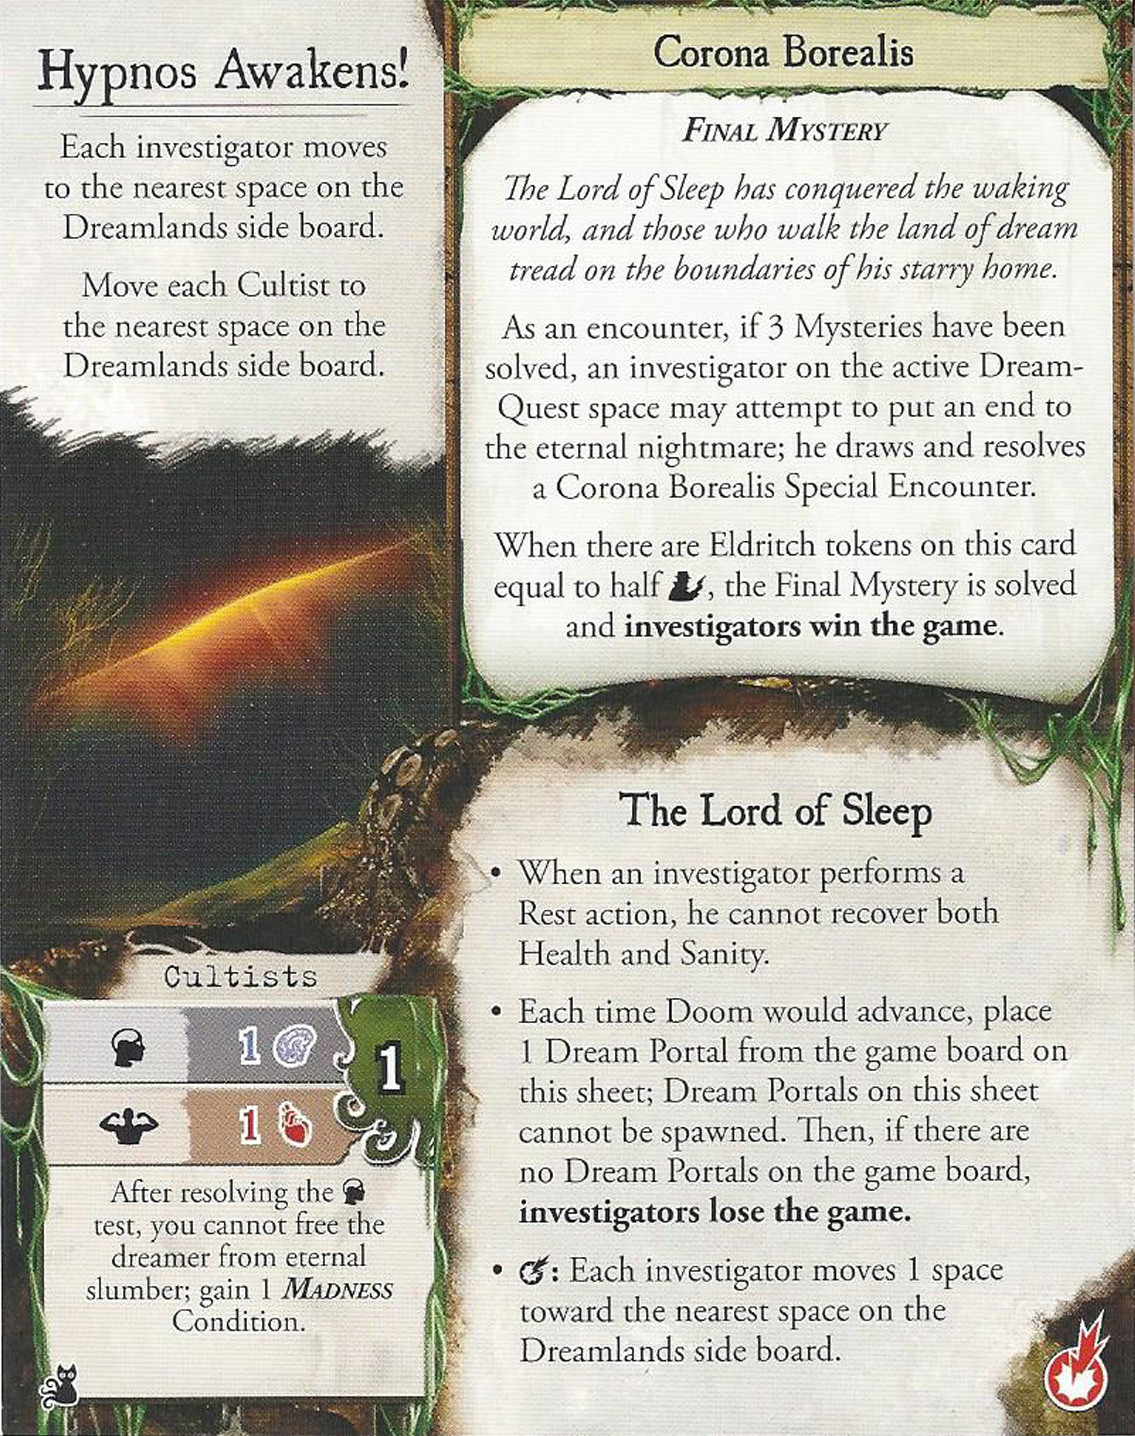 Hypnos Awakens!
Each investigator moves
to the nearest space on the
Dreamlands side board.
Move each Cultist to
the nearest space on the
Dreamlands side board.
Cultists
1
1
1
After resolving the
test, you cannot free the
dreamer from eternal
slumber; gain 1 MADNESS
Condition.
Corona Borealis
FINAL MYSTERY
The Lord of Sleep has conquered the waking
world, and those who walk the land of dream
tread on the boundaries of his starry home.
As an encounter, if 3 Mysteries have been
solved, an investigator on the active Dream-
Quest space may attempt to put an end to
the eternal nightmare; he draws and resolves
a Corona Borealis Special Encounter.
When there are Eldritch tokens on this card
equal to half , the Final Mystery is solved
and investigators win the game.
The Lord of Sleep
• When an investigator performs a
Rest action, he cannot recover both
Health and Sanity.
• Each time Doom would advance, place
1 Dream Portal from the game board on
this sheet; Dream Portals on this sheet
cannot be spawned. Then, if there are
no Dream Portals on the game board,
investigators lose the game.
• : Each investigator moves 1 space
toward the nearest space on the
Dreamlands side board.